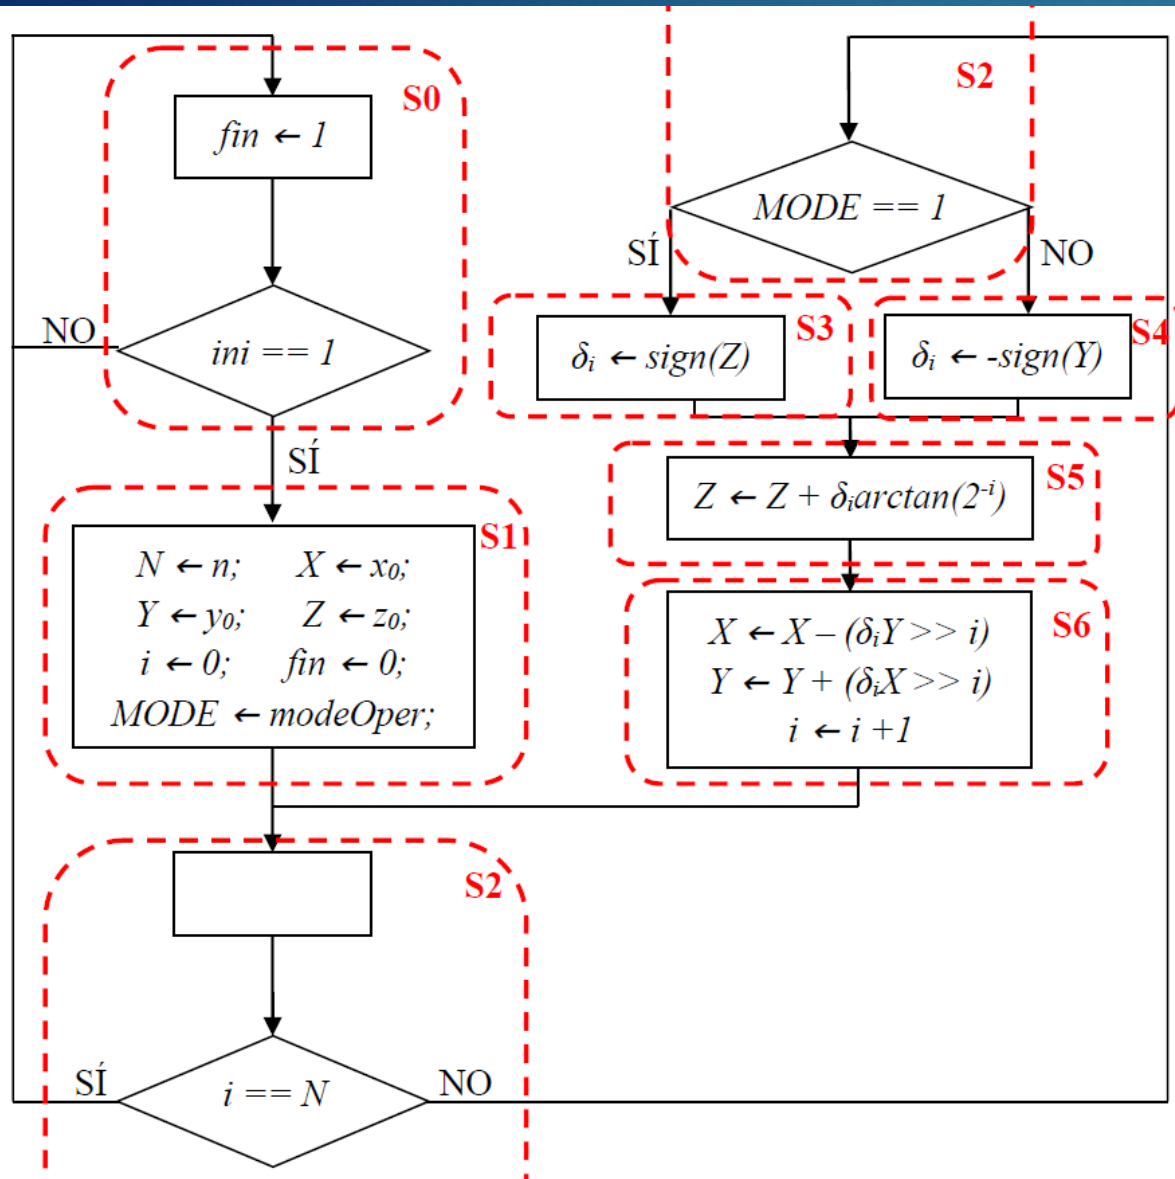 S0
fin ← 1
ini == 1
NO
SÍ
S1
N ← n; X ← x₀;
Y ← y₀; Z ← z₀;
i ← 0; fin ← 0;
MODE ← modeOper;
S2
i == N
SÍ
NO
S2
MODE == 1
SÍ
NO
S3
δᵢ ← sign(Z)
S4
δᵢ ← -sign(Y)
S5
Z ← Z + δᵢarctan(2⁻ⁱ)
S6
X ← X – (δᵢY >> i)
Y ← Y + (δᵢX >> i)
i ← i +1